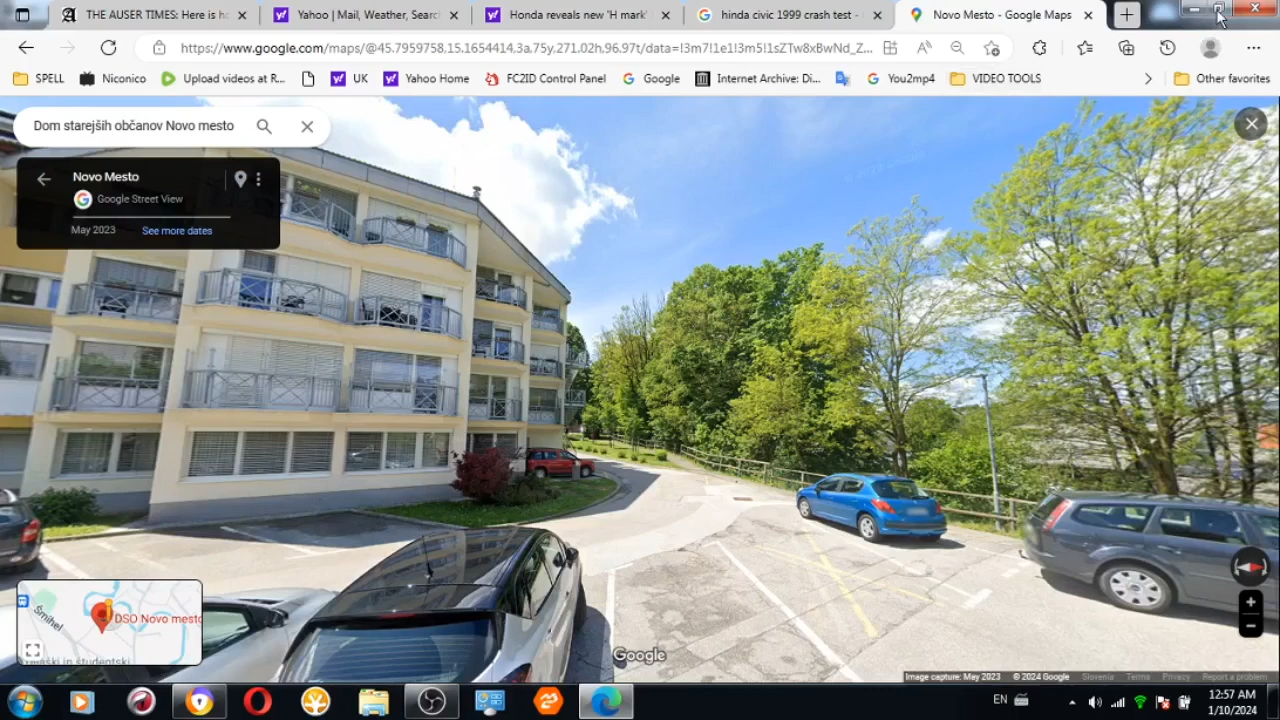 THE AUSER TIMES: Here is ho
Yahoo | Mail, Weather, Searc
Honda reveals new 'H mark'
hinda civic 1999 crash test -
Novo Mesto - Google Maps
https://www.google.com/maps/@45.7959758,15.1654414,3a,75y,271.02h,96.97t/data=!3m7!1e1!3m5!1sZTw8xBwNd_Z...
SPELL
Niconico
Upload videos at R...
UK
Yahoo Home
FC2ID Control Panel
Google
Internet Archive: Di...
You2mp4
VIDEO TOOLS
Other favorites
Dom starejših občanov Novo mesto
Novo Mesto
Google Street View
May 2023
See more dates
Šmihel
DSO Novo mesto
Google
Image capture: May 2023 © 2024 Google Slovenia Terms Privacy Report a problem
EN
12:57 AM
1/10/2024